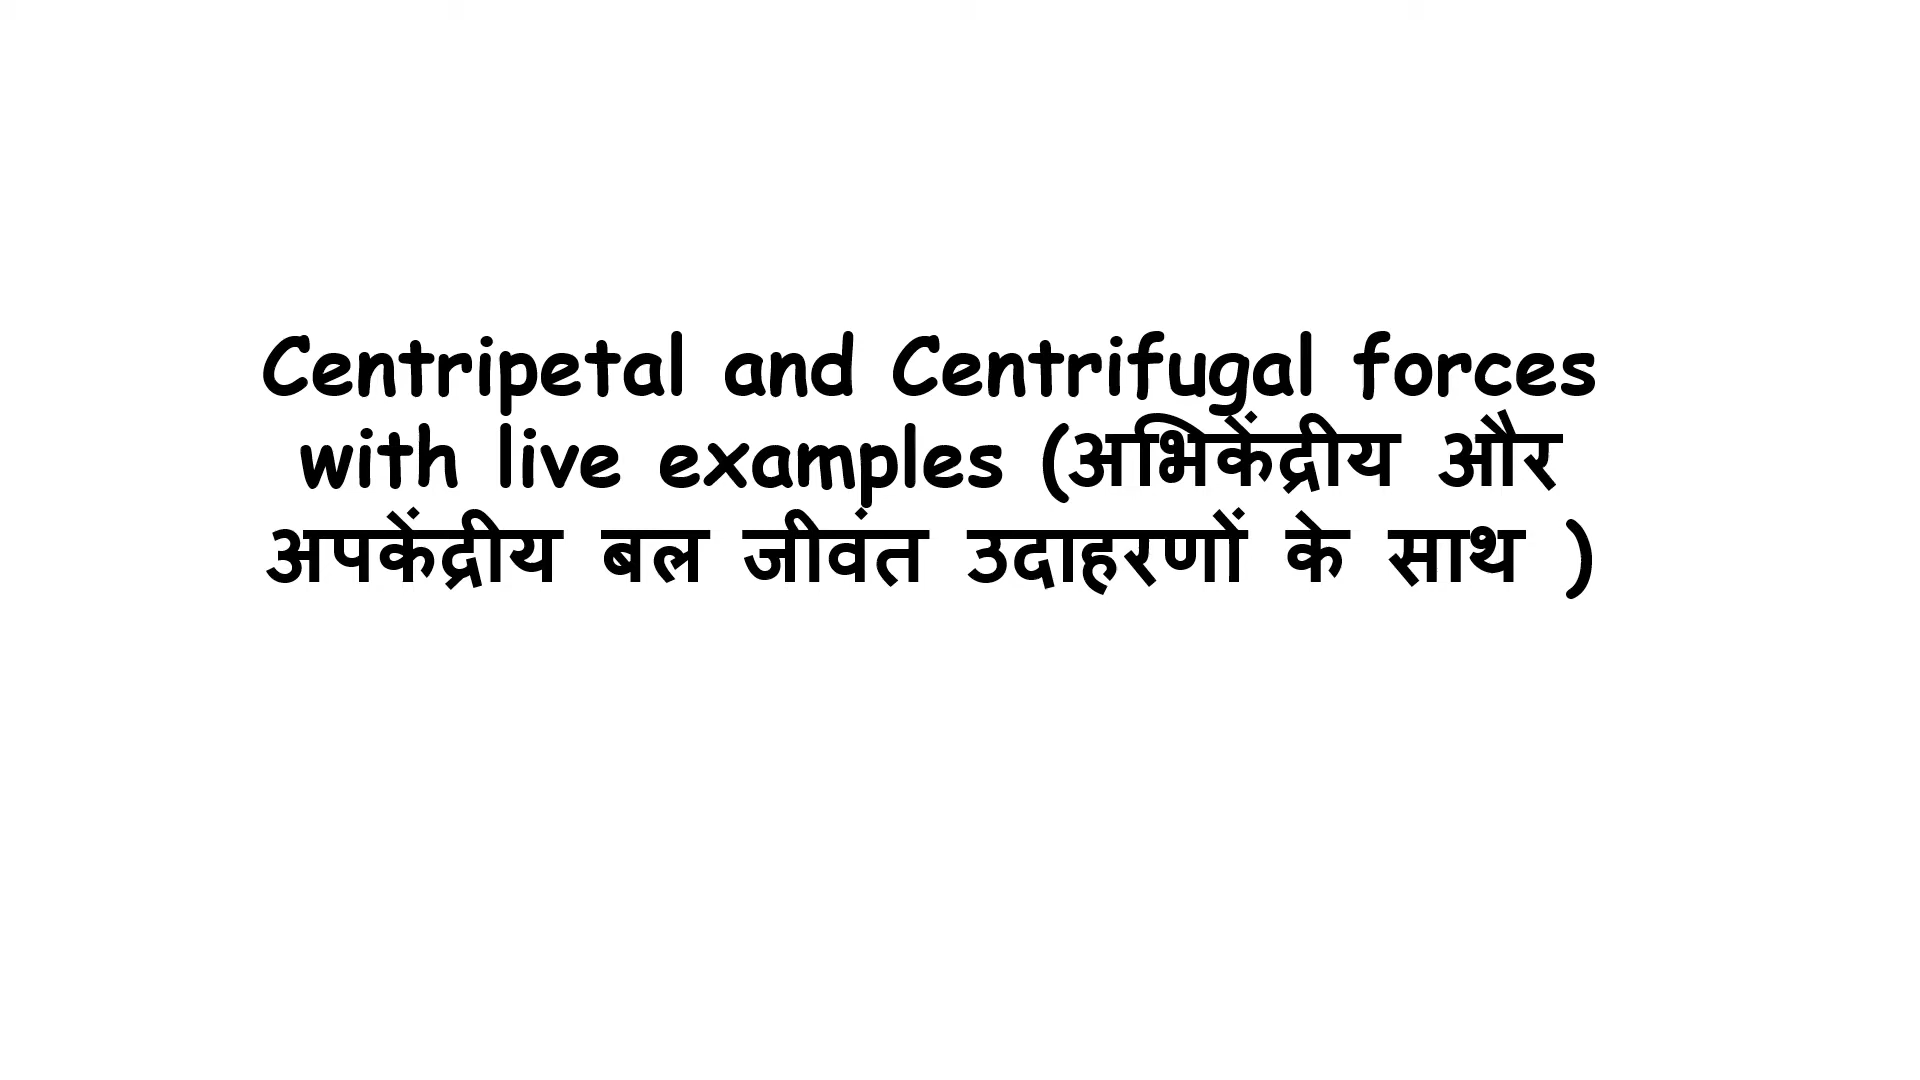 Centripetal and Centrifugal forces
with live examples (अभिकेंद्रीय और
अपकेंद्रीय बल जीवंत उदाहरणों के साथ )